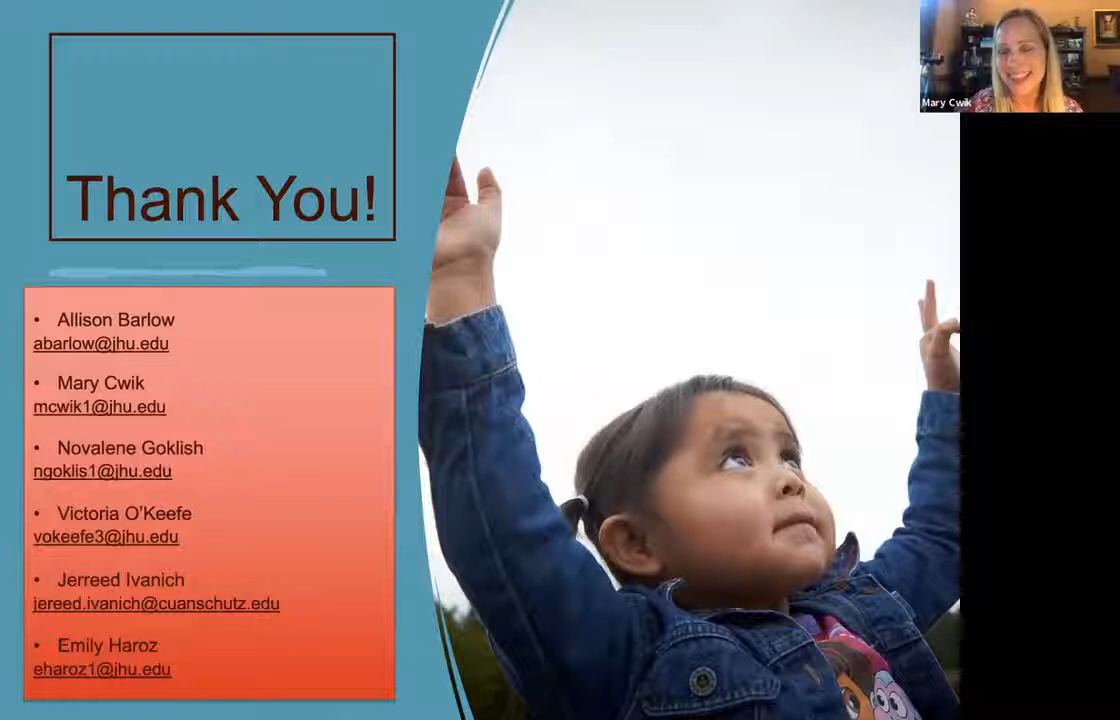 Mary Cwik
Thank You!
• Allison Barlow
abarlow@jhu.edu
• Mary Cwik
mcwik1@jhu.edu
• Novalene Goklish
ngoklis1@jhu.edu
• Victoria O'Keefe
vokeefe3@jhu.edu
• Jerreed Ivanich
jereed.ivanich@cuanschutz.edu
• Emily Haroz
eharoz1@jhu.edu